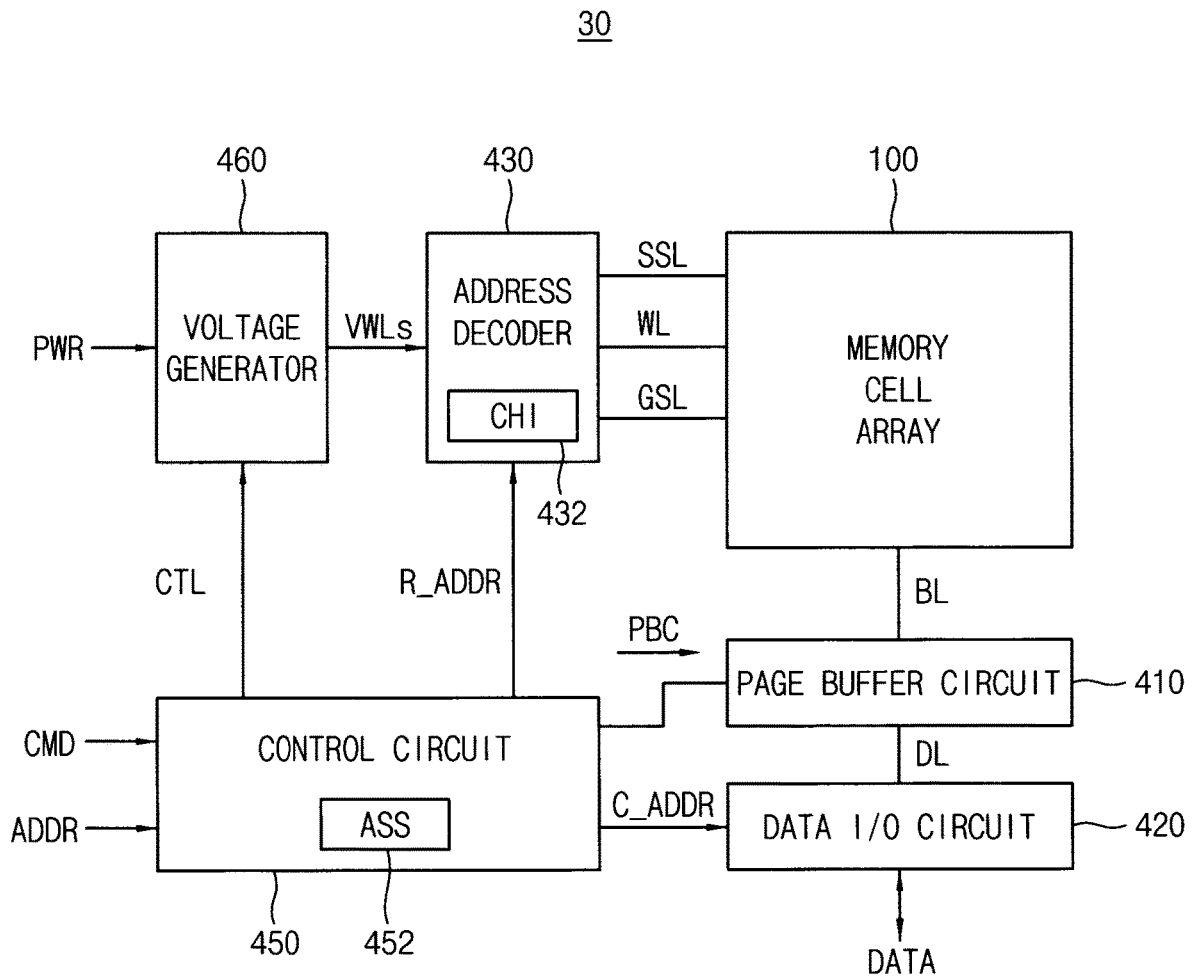 30
460
430
100
PWR
VOLTAGE
GENERATOR
VWLs
ADDRESS
DECODER
CHI
432
SSL
WL
GSL
MEMORY
CELL
ARRAY
CTL
R_ADDR
BL
PBC
PAGE BUFFER CIRCUIT
410
CMD
ADDR
CONTROL CIRCUIT
ASS
C_ADDR
DL
DATA I/O CIRCUIT
420
450
452
DATA